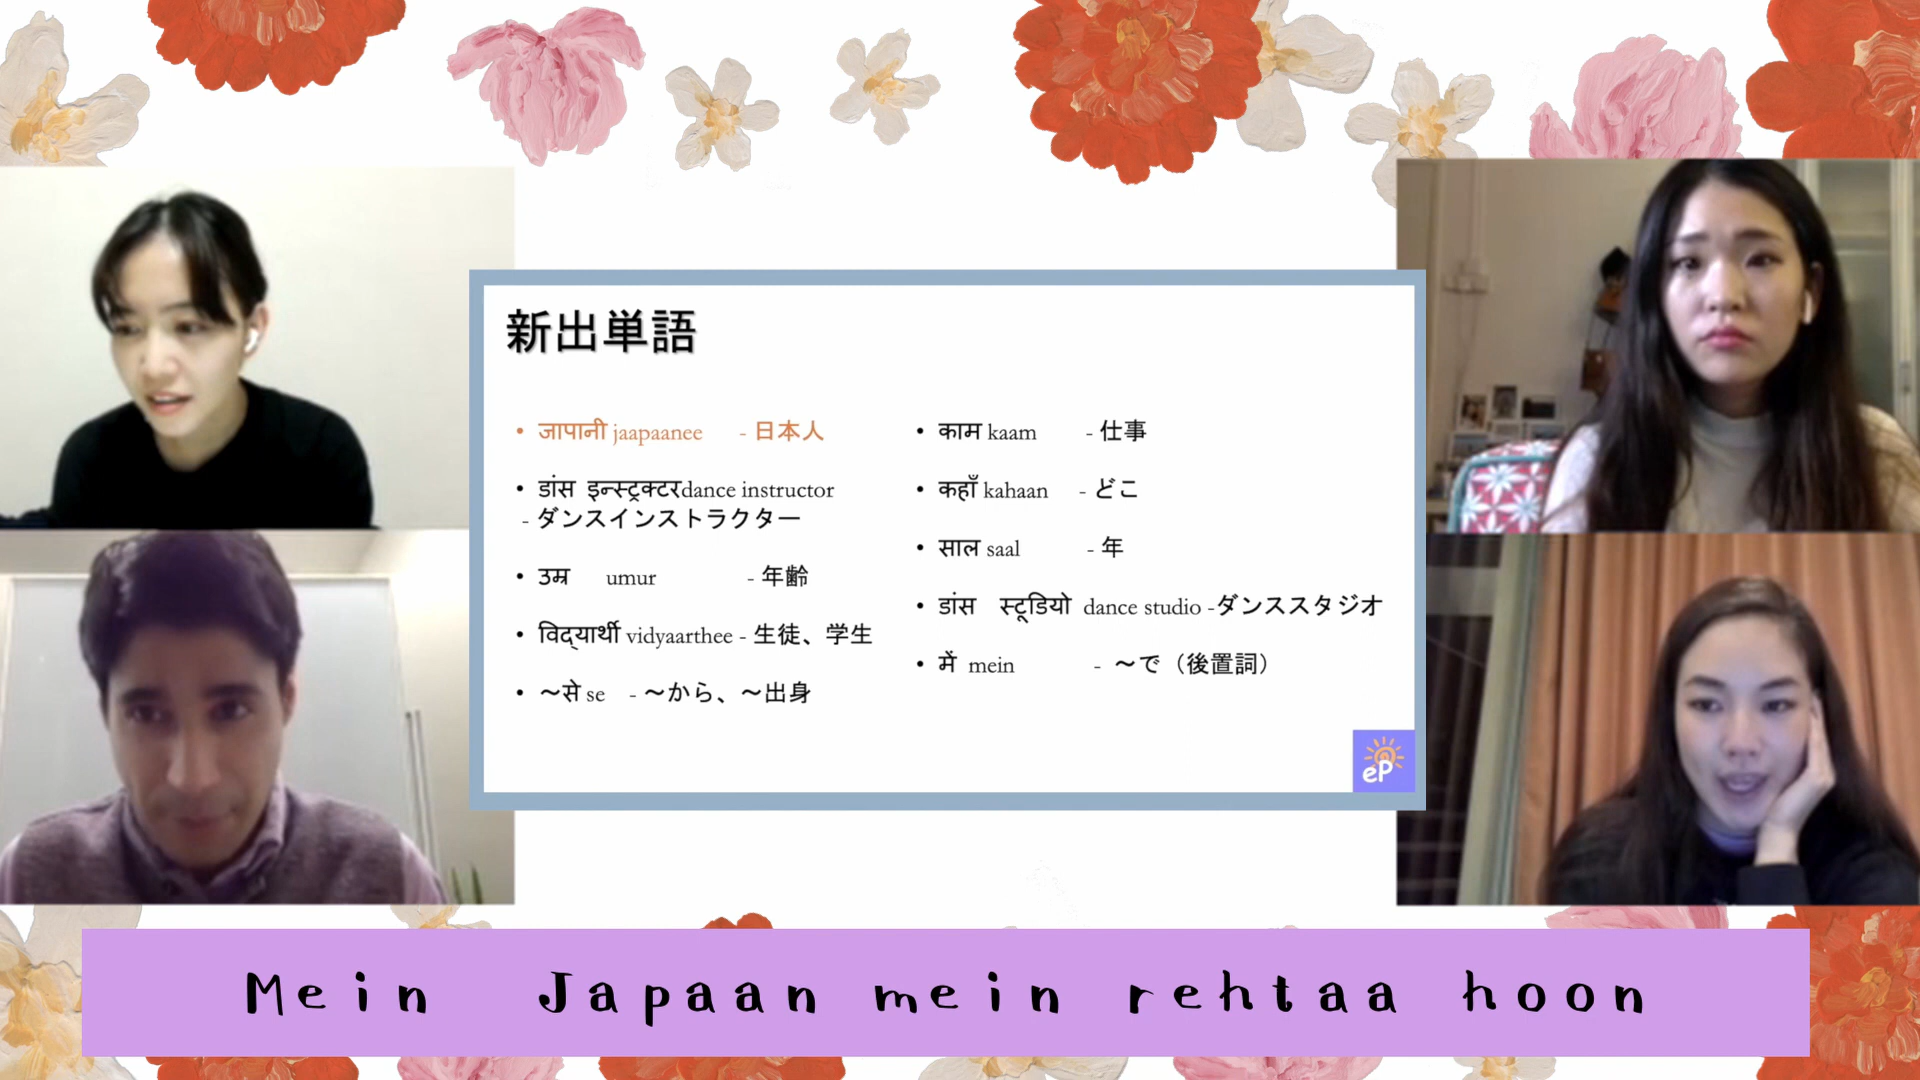 新出単語
• जापानी jaapaanee - 日本人
• डांस इन्स्ट्रक्टरdance instructor
- ダンスインストラクター
• उम्र umur - 年齢
• विद्यार्थी vidyaarthee - 生徒、学生
• 〜से se - 〜から、〜出身
• काम kaam - 仕事
• कहाँ kahaan - どこ
• साल saal - 年
• डांस स्टूडियो dance studio -ダンススタジオ
• में mein - 〜で（後置詞）
eP
Mein Japaan mein rehtaa hoon